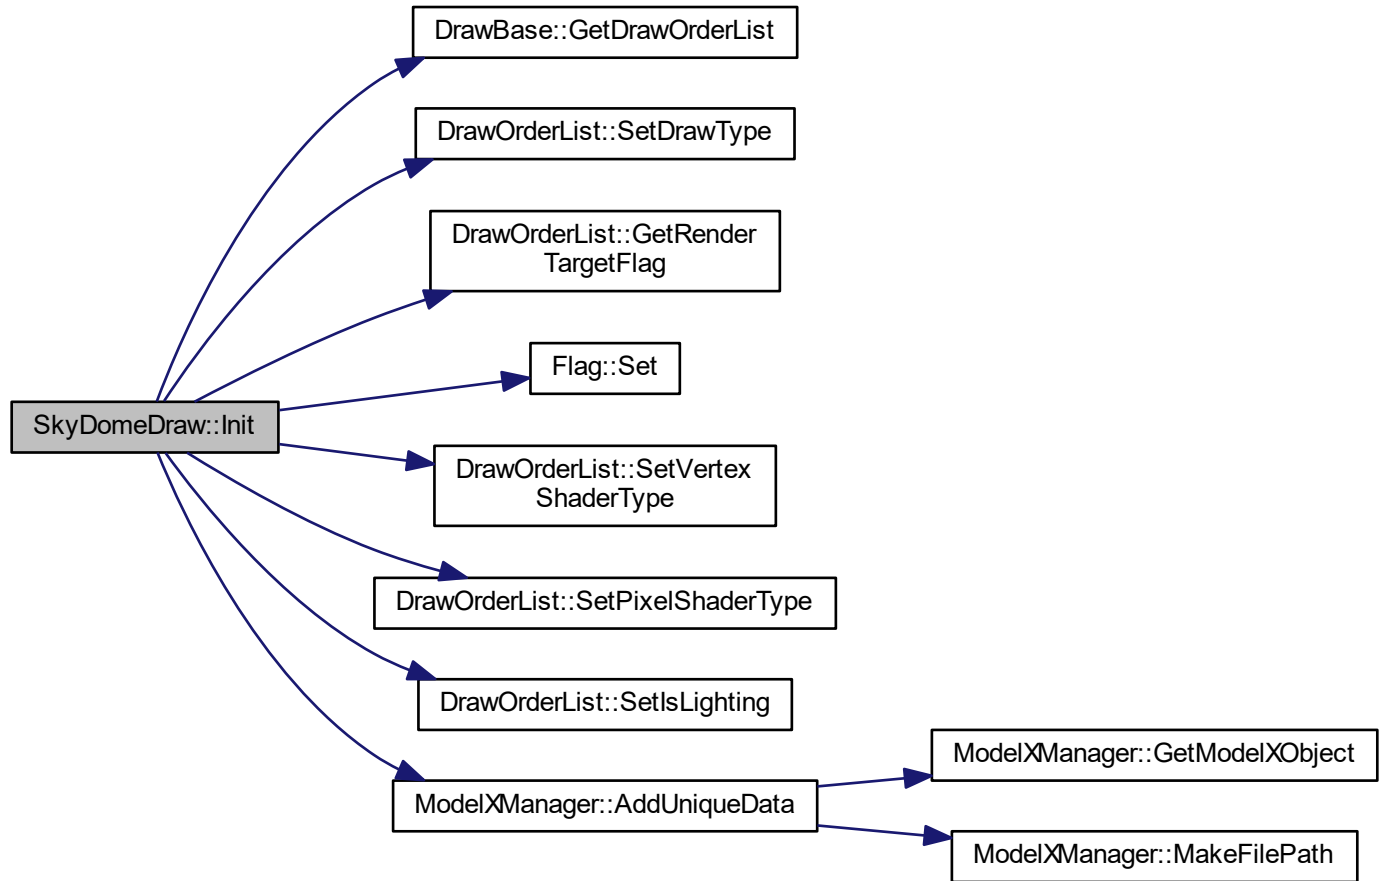 DrawBase::GetDrawOrderList
DrawOrderList::SetDrawType
DrawOrderList::GetRender
TargetFlag
Flag::Set
SkyDomeDraw::Init
DrawOrderList::SetVertex
ShaderType
DrawOrderList::SetPixelShaderType
DrawOrderList::SetIsLighting
ModelXManager::GetModelXObject
ModelXManager::AddUniqueData
ModelXManager::MakeFilePath